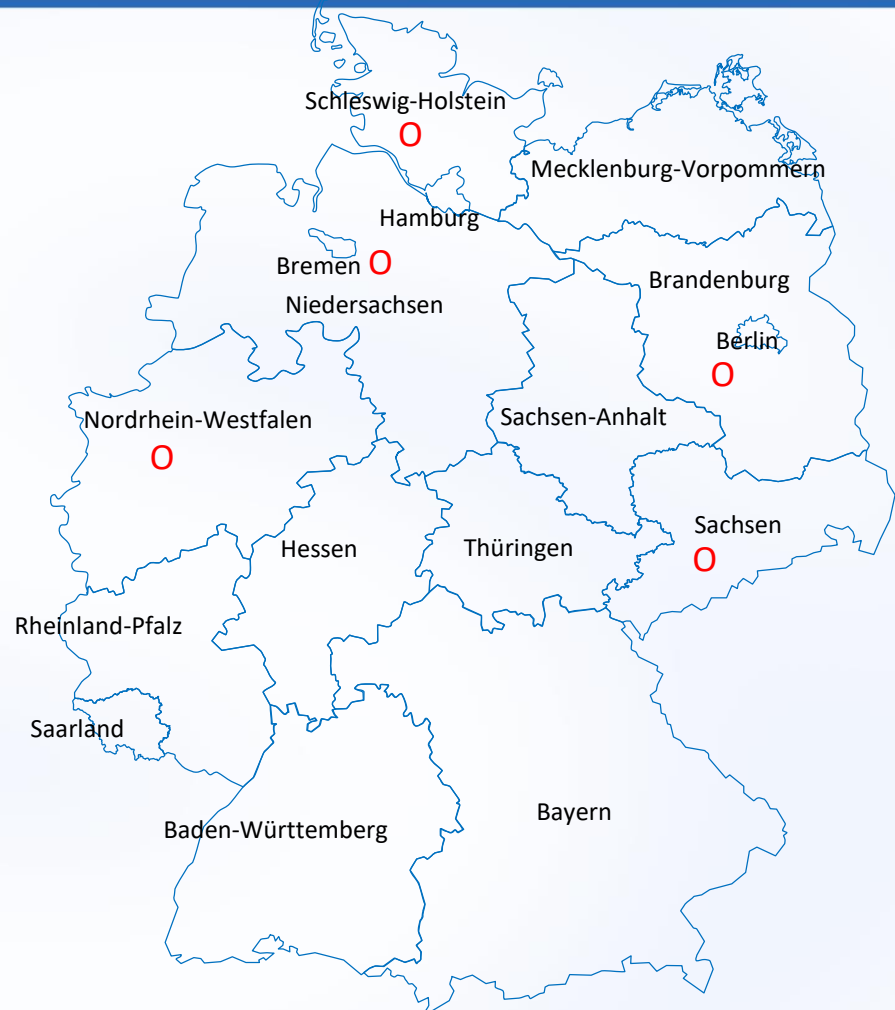 Schleswig-Holstein
O
Mecklenburg-Vorpommern
Hamburg
Bremen O
Brandenburg
Niedersachsen
Berlin
O
Nordrhein-Westfalen
Sachsen-Anhalt
O
Sachsen
Hessen
Thüringen
O
Rheinland-Pfalz
Saarland
Bayern
Baden-Württemberg